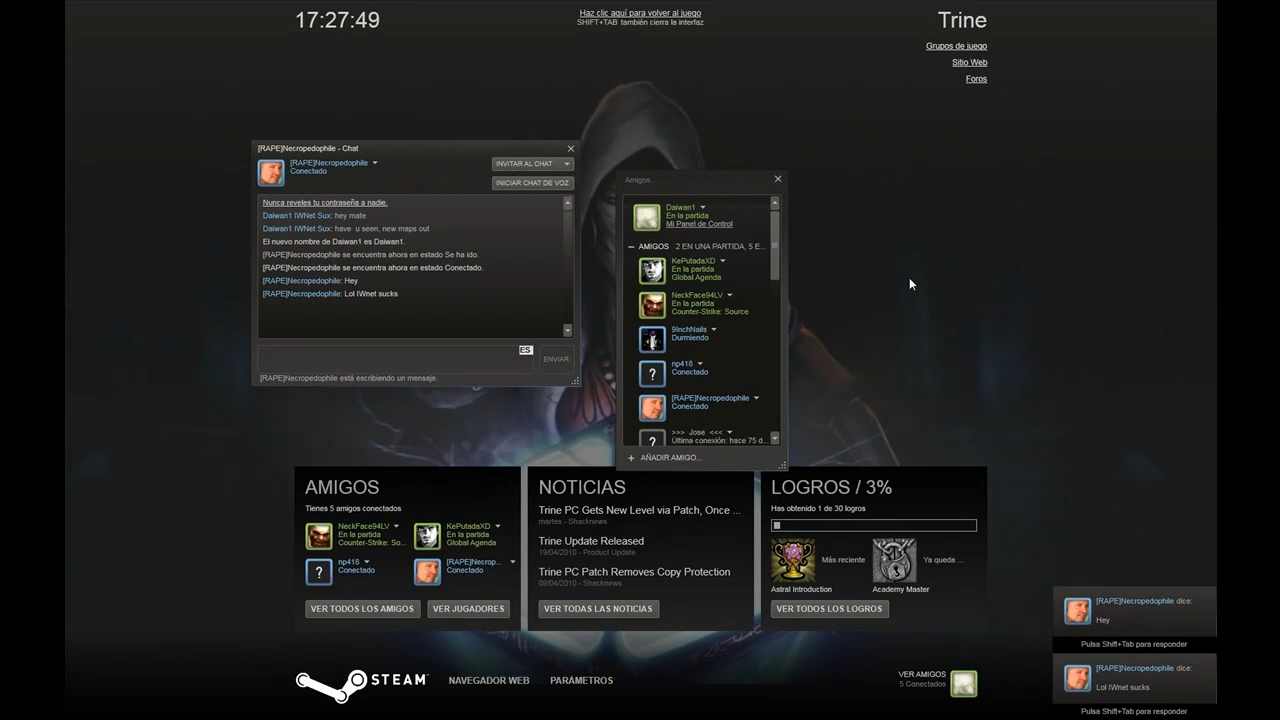 17:27:49
Haz clic aquí para volver al juego
SHIFT+TAB también cierra la interfaz
Trine
Grupos de juego
Sitio Web
Foros
[RAPE]Necropedophile - Chat
[RAPE]Necropedophile
Conectado
INVITAR AL CHAT
INICIAR CHAT DE VOZ
Nunca reveles tu contraseña a nadie.
Daiwan1 IWNet Sux: hey mate
Daiwan1 IWNet Sux: have u seen, new maps out
El nuevo nombre de Daiwan1 es Daiwan1.
[RAPE]Necropedophile se encuentra ahora en estado Se ha ido.
[RAPE]Necropedophile se encuentra ahora en estado Conectado.
[RAPE]Necropedophile: Hey
[RAPE]Necropedophile: Lol IWnet sucks
ES
ENVIAR
[RAPE]Necropedophile está escribiendo un mensaje.
Amigos
Daiwan1
En la partida
Mi Panel de Control
AMIGOS 2 EN UNA PARTIDA, 5 E...
KePutadaXD
En la partida
Global Agenda
NeckFace94LV
En la partida
Counter-Strike: Source
9InchNails
Durmiendo
?
np418
Conectado
[RAPE]Necropedophile
Conectado
?
>>> Jose <<<
Última conexión: hace 75 d...
+ AÑADIR AMIGO...
AMIGOS
Tienes 5 amigos conectados
NeckFace94LV
En la partida
Counter-Strike: So...
KePutadaXD
En la partida
Global Agenda
?
np418
Conectado
[RAPE]Necrop...
Conectado
VER TODOS LOS AMIGOS
VER JUGADORES
NOTICIAS
Trine PC Gets New Level via Patch, Once ...
martes - Shacknews
Trine Update Released
19/04/2010 - Product Update
Trine PC Patch Removes Copy Protection
09/04/2010 - Shacknews
VER TODAS LAS NOTICIAS
LOGROS / 3%
Has obtenido 1 de 30 logros
Más reciente
Ya queda ...
Astral Introduction
Academy Master
VER TODOS LOS LOGROS
[RAPE]Necropedophile dice:
Hey
Pulsa Shift+Tab para responder
[RAPE]Necropedophile dice:
Lol IWnet sucks
Pulsa Shift+Tab para responder
STEAM
NAVEGADOR WEB
PARAMETROS
VER AMIGOS
5 Conectados